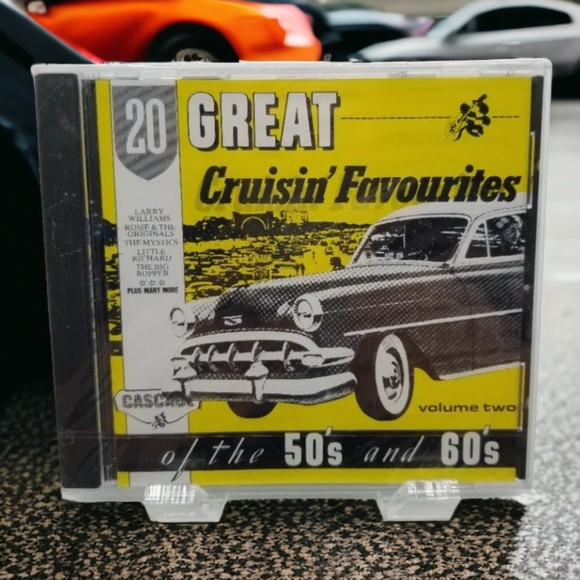 20
GREAT
Cruisin' Favourites
LARRY
WILLIAMS
ROSIE & THE
ORIGINALS
THE MYSTICS
LITTLE
RICHARD
THE BIG
BOPPER
PLUS MANY MORE
CASCADE
volume two
of the 50's and 60's